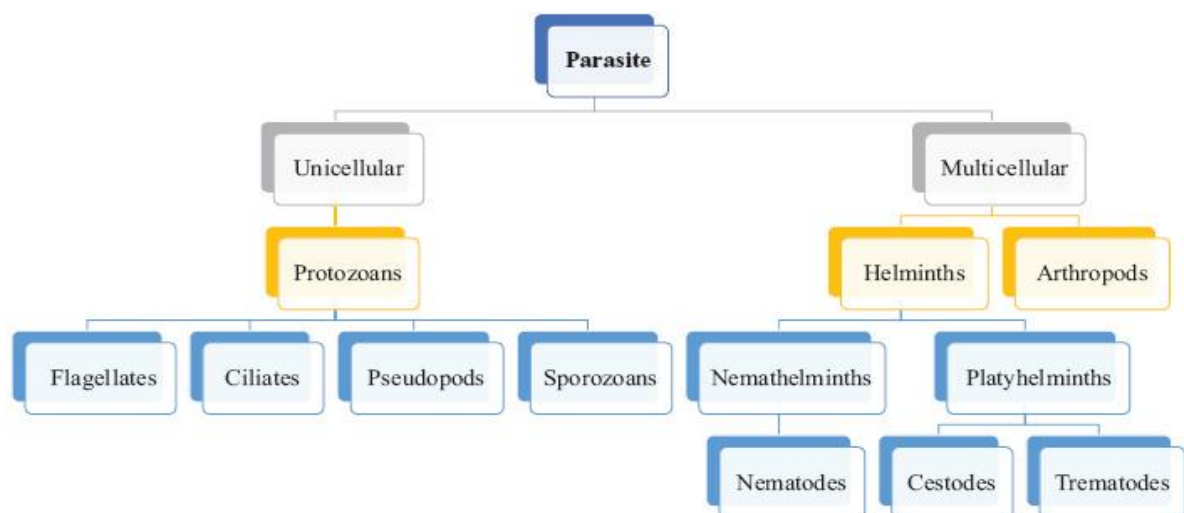 Parasite
Unicellular
Multicellular
Protozoans
Helminths
Arthropods
Flagellates
Ciliates
Pseudopods
Sporozoans
Nemathelminths
Platyhelminths
Nematodes
Cestodes
Trematodes